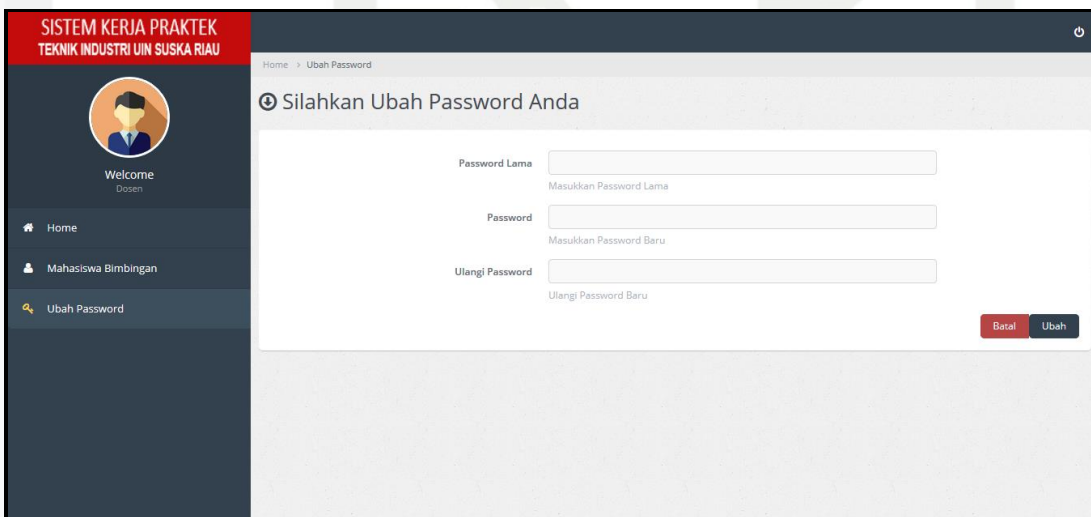 SISTEM KERJA PRAKTEK
TEKNIK INDUSTRI UIN SUSKA RIAU
Welcome
Dosen
Home
Mahasiswa Bimbingan
Ubah Password
Home > Ubah Password
Silahkan Ubah Password Anda
Password Lama
Masukkan Password Lama
Password
Masukkan Password Baru
Ulangi Password
Ulangi Password Baru
Batal Ubah